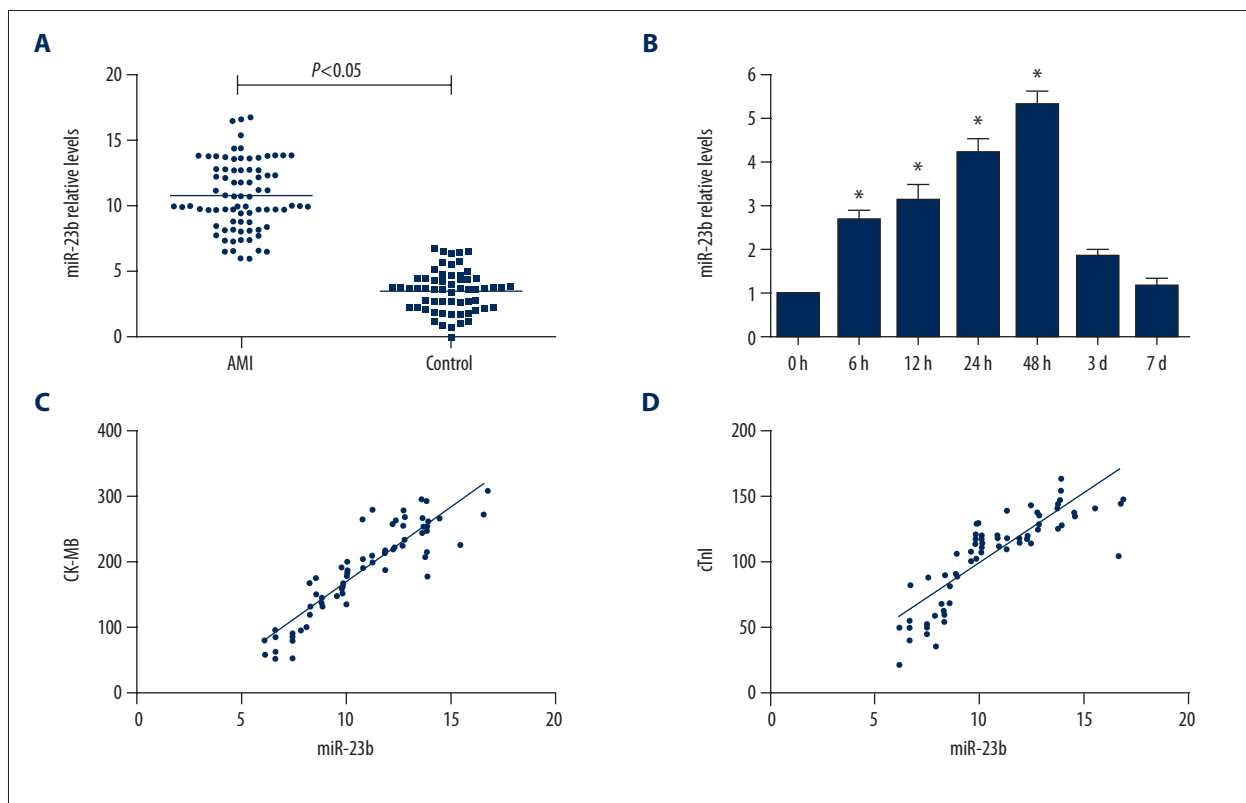 A
P<0.05
miR-23b relative levels
20
15
10
5
0
AMI Control
B
miR-23b relative levels
6
5
4
3
2
1
0
* * * *
0 h 6 h 12 h 24 h 48 h 3 d 7 d
C
CK-MB
400
300
200
100
0
0 5 10 15 20
miR-23b
D
cTnI
200
150
100
50
0
0 5 10 15 20
miR-23b